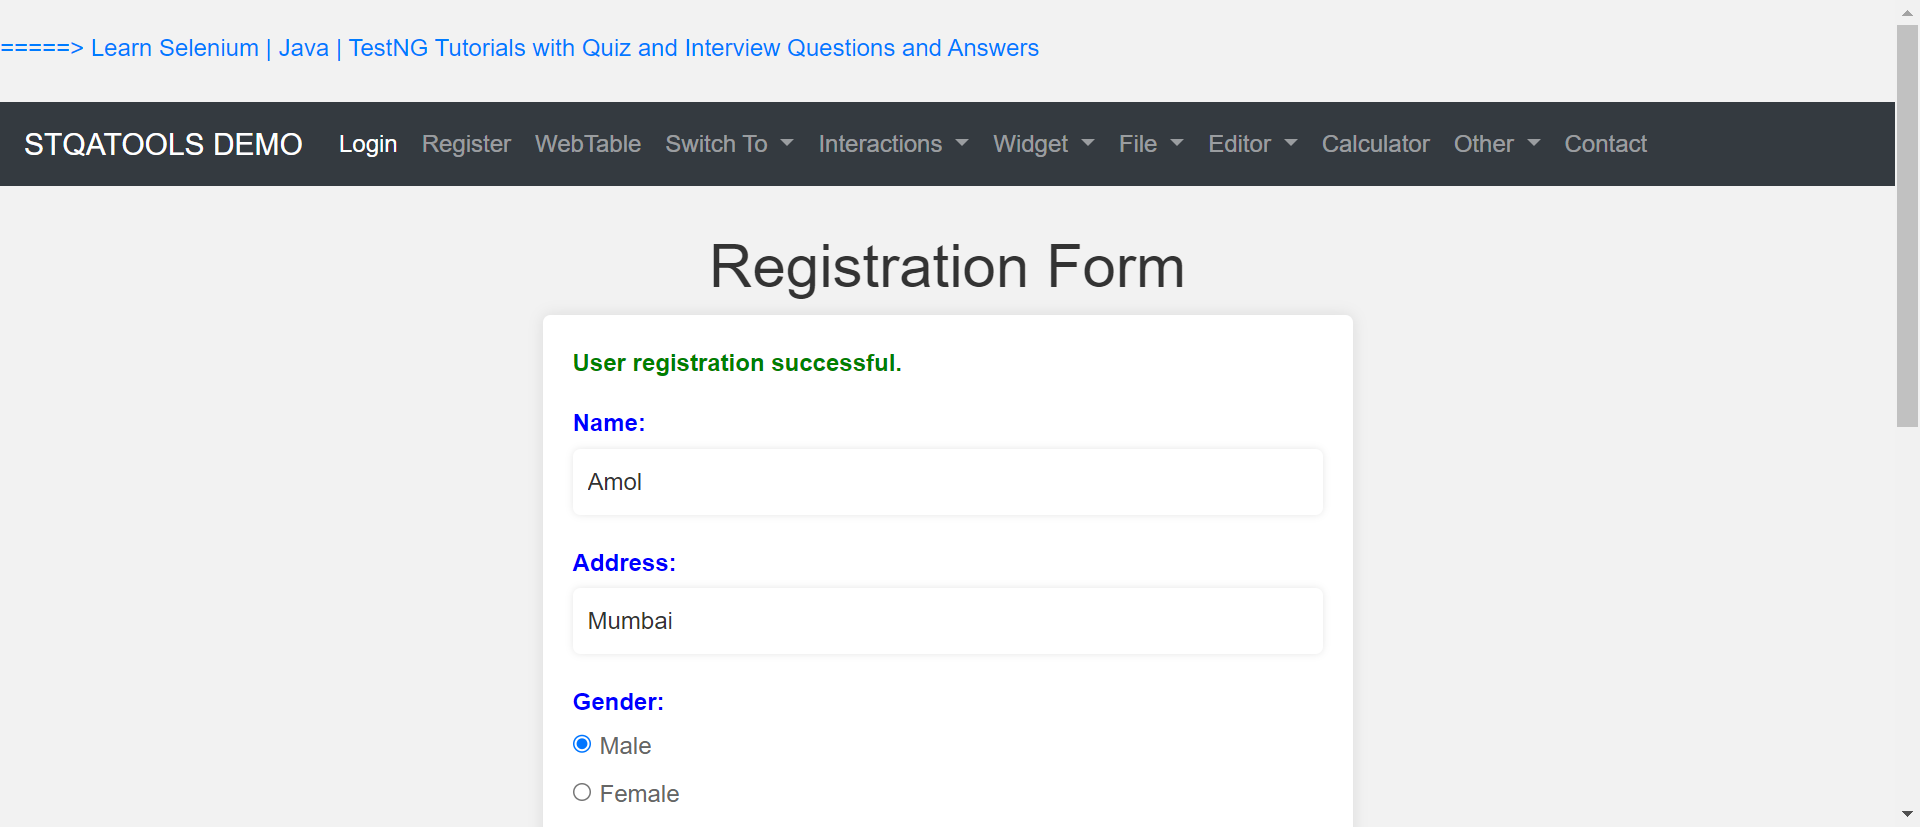 =====> Learn Selenium | Java | TestNG Tutorials with Quiz and Interview Questions and Answers
STQATOOLS DEMO Login Register WebTable Switch To Interactions Widget File Editor Calculator Other Contact
Registration Form
User registration successful.
Name:
Amol
Address:
Mumbai
Gender:
Male
Female